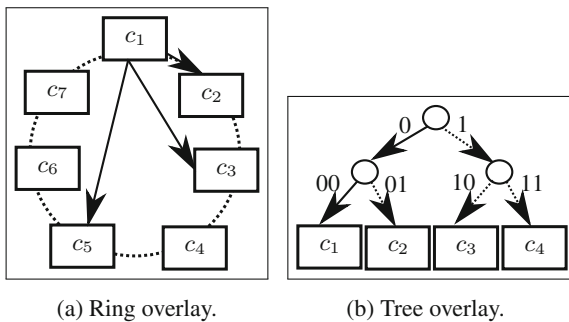 c₁
c₇ c₂
c₆ c₃
c₅ c₄
0 1
00 01 10 11
c₁ c₂ c₃ c₄
(a) Ring overlay. (b) Tree overlay.